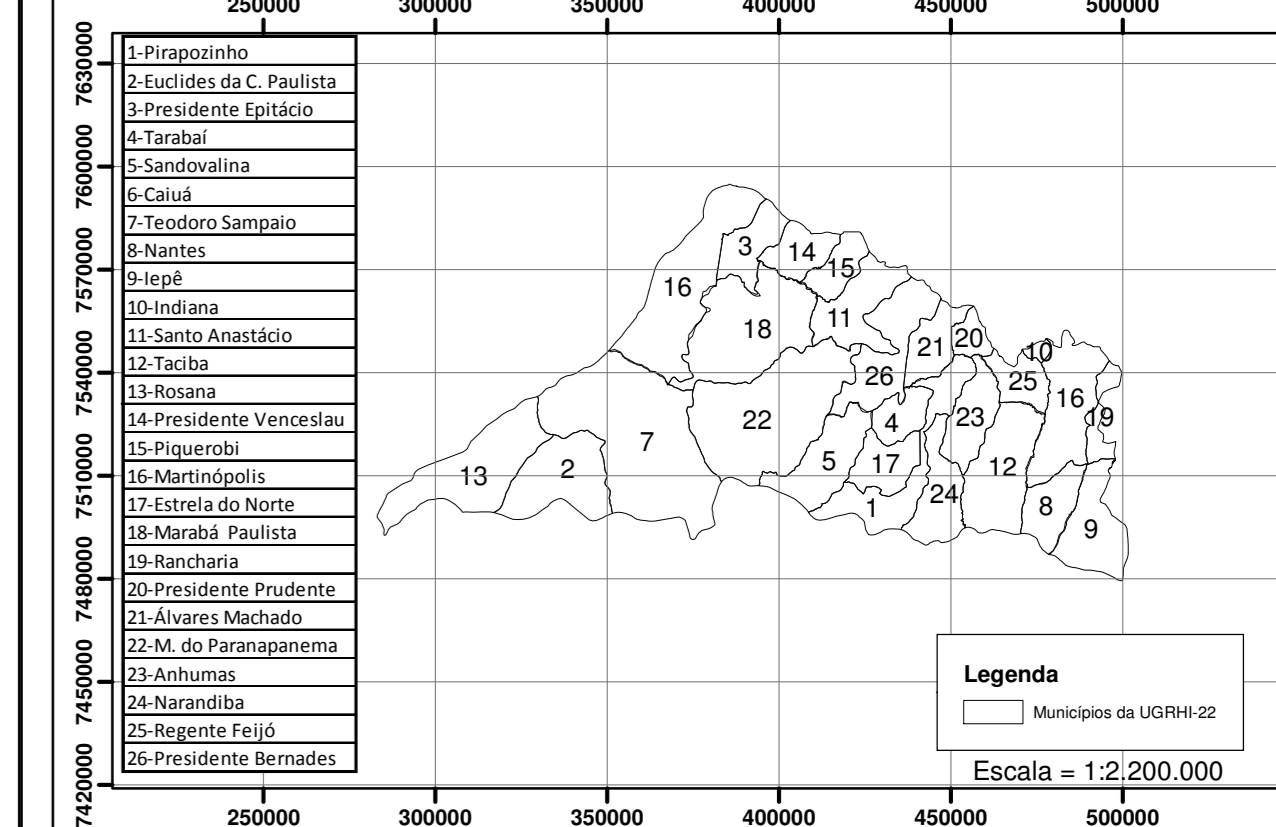 250000 300000 350000 400000 450000 500000
7630000
7600000
7570000
7540000
7510000
7480000
7450000
7420000
1-Pirapozinho
2-Euclides da C. Paulista
3-Presidente Epitácio
4-Tarabaí
5-Sandovalina
6-Caiuá
7-Teodoro Sampaio
8-Nantes
9-Iepê
10-Indiana
11-Santo Anastácio
12-Taciba
13-Rosana
14-Presidente Venceslau
15-Piquerobi
16-Martinópolis
17-Estrela do Norte
18-Marabá Paulista
19-Rancharia
20-Presidente Prudente
21-Álvares Machado
22-M. do Paranapanema
23-Anhumas
24-Narandiba
25-Regente Feijó
26-Presidente Bernades
3
14
15
16
11
18
21
20
10
26
25
16
19
22
4
23
7
5
17
12
13
2
24
1
8
9
Legenda
Municípios da UGRHI-22
Escala = 1:2.200.000
250000 300000 350000 400000 450000 500000